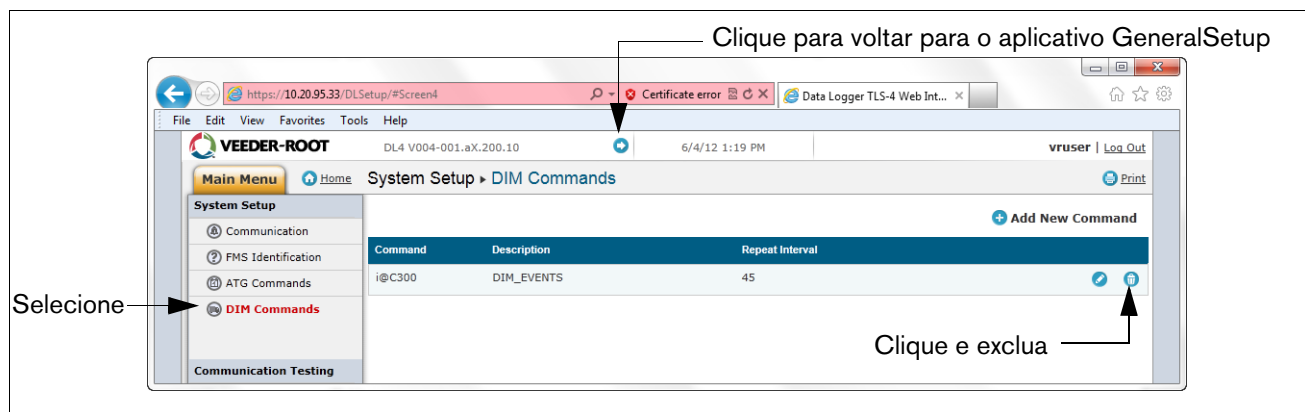 Clique para voltar para o aplicativo GeneralSetup
https://10.20.95.33/DLSetup/#Screen4
Certificate error
Data Logger TLS-4 Web Int...
File Edit View Favorites Tools Help
VEEDER-ROOT DL4 V004-001.aX.200.10 6/4/12 1:19 PM vruser | Log Out
Main Menu Home System Setup ▸ DIM Commands Print
System Setup
Add New Command
Communication
Command Description Repeat Interval
FMS Identification
i@C300 DIM_EVENTS 45
ATG Commands
Selecione
DIM Commands
Clique e exclua
Communication Testing